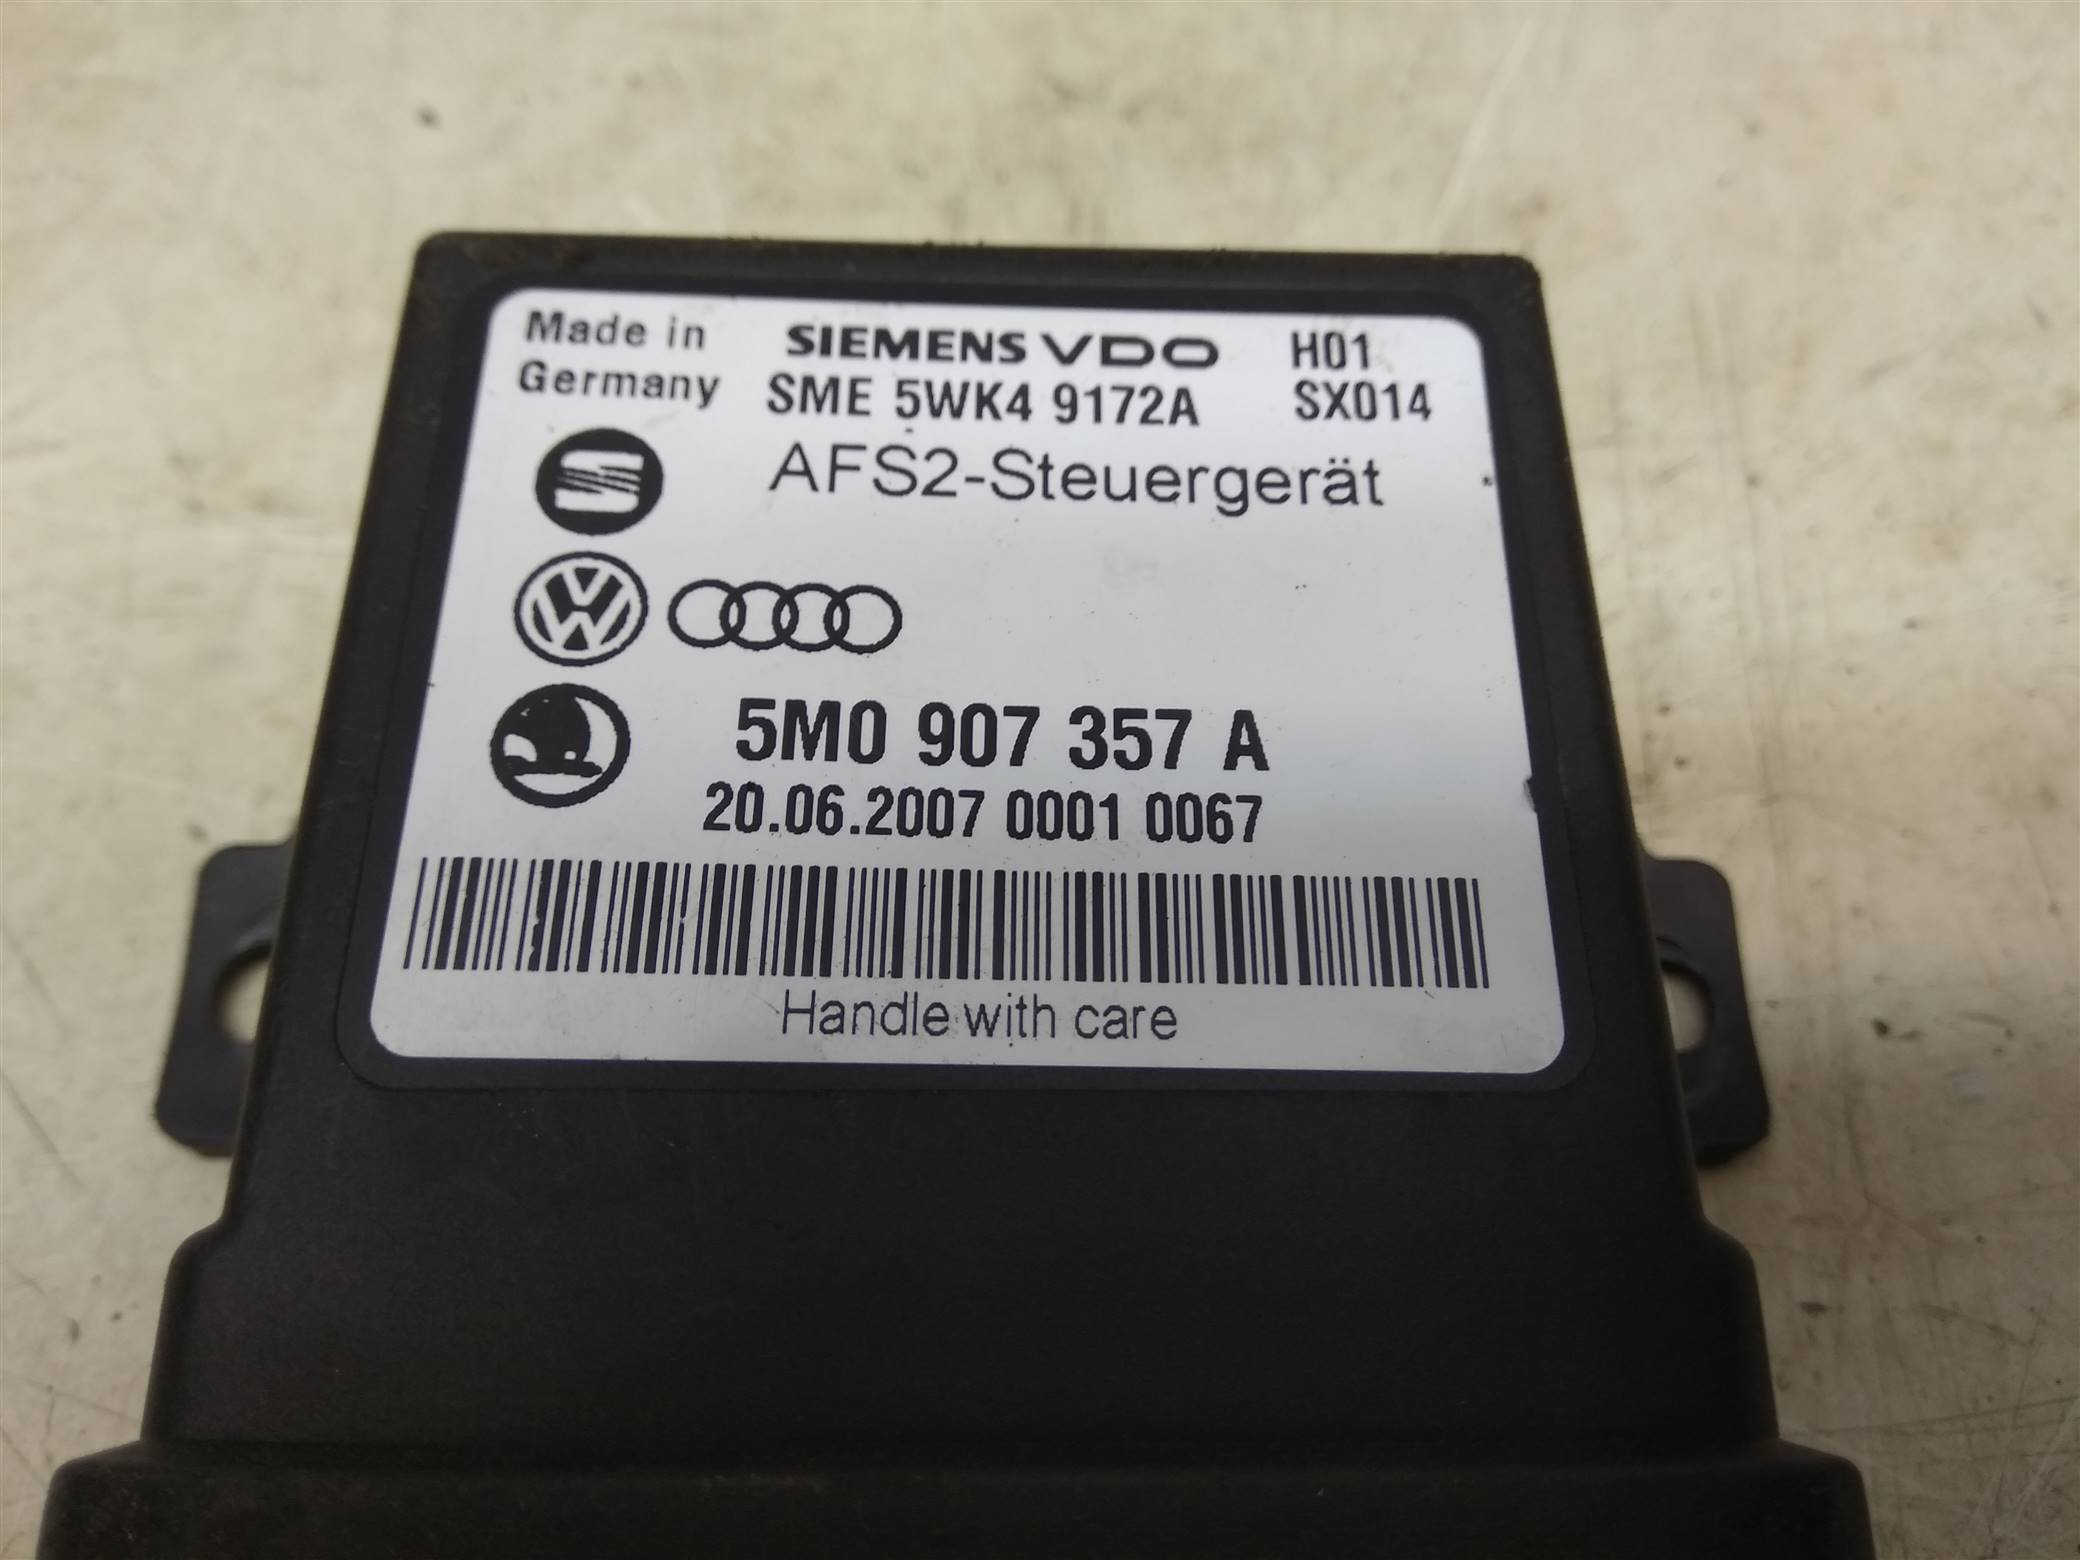 Made in SIEMENS VDO H01
Germany SME 5WK4 9172A SX014
AFS2-Steuergerät
5M0 907 357 A
20.06.2007 0001 0067
Handle with care